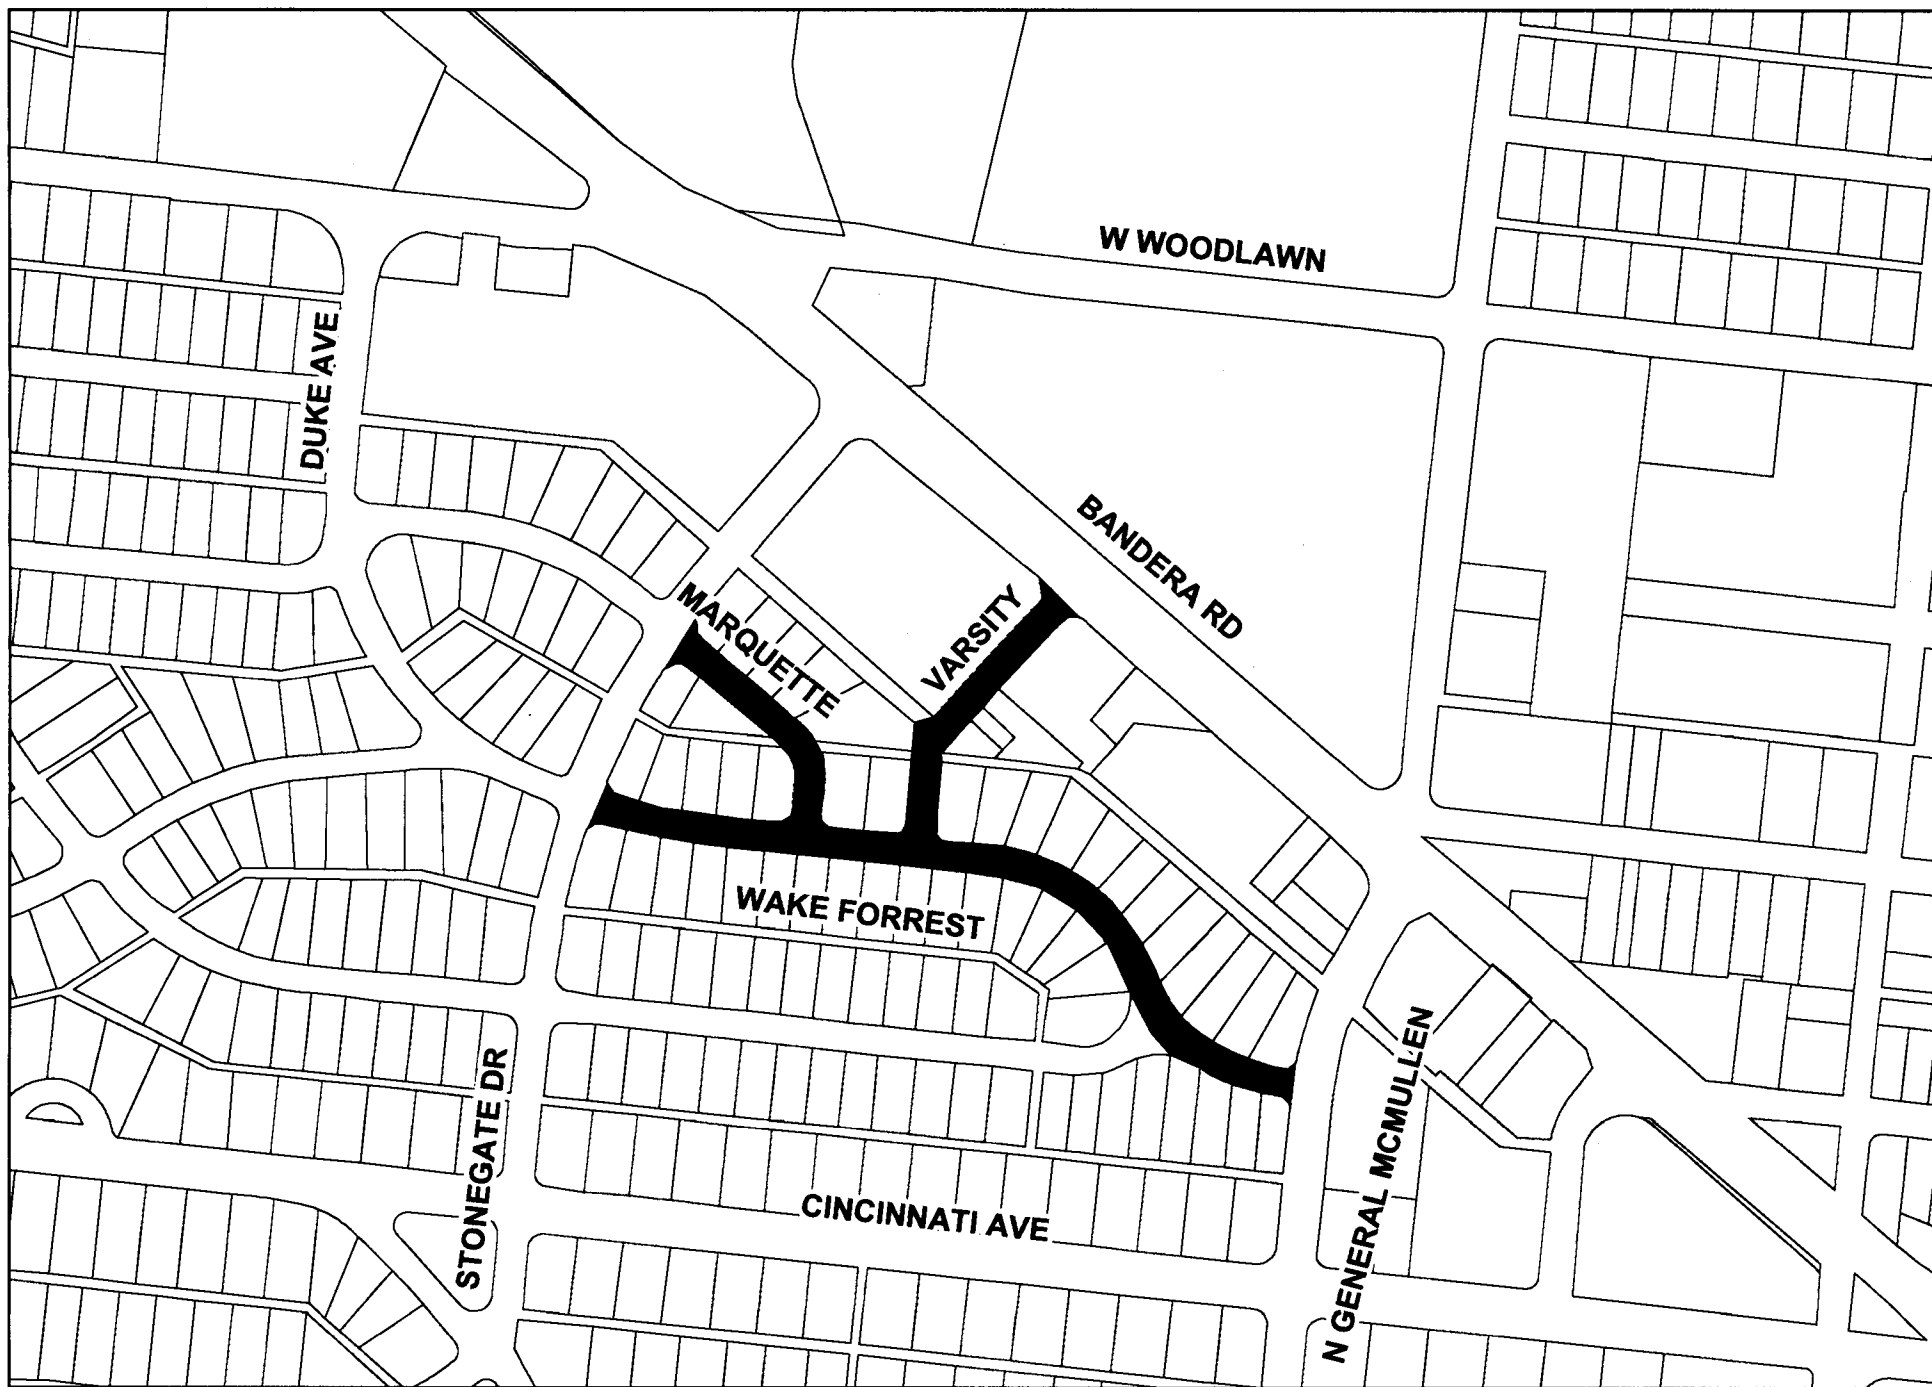 W WOODLAWN
DUKE AVE
BANDERA RD
MARQUETTE
VARSITY
WAKE FORREST
STONEGATE DR
CINCINNATI AVE
N GENERAL MCMULLEN